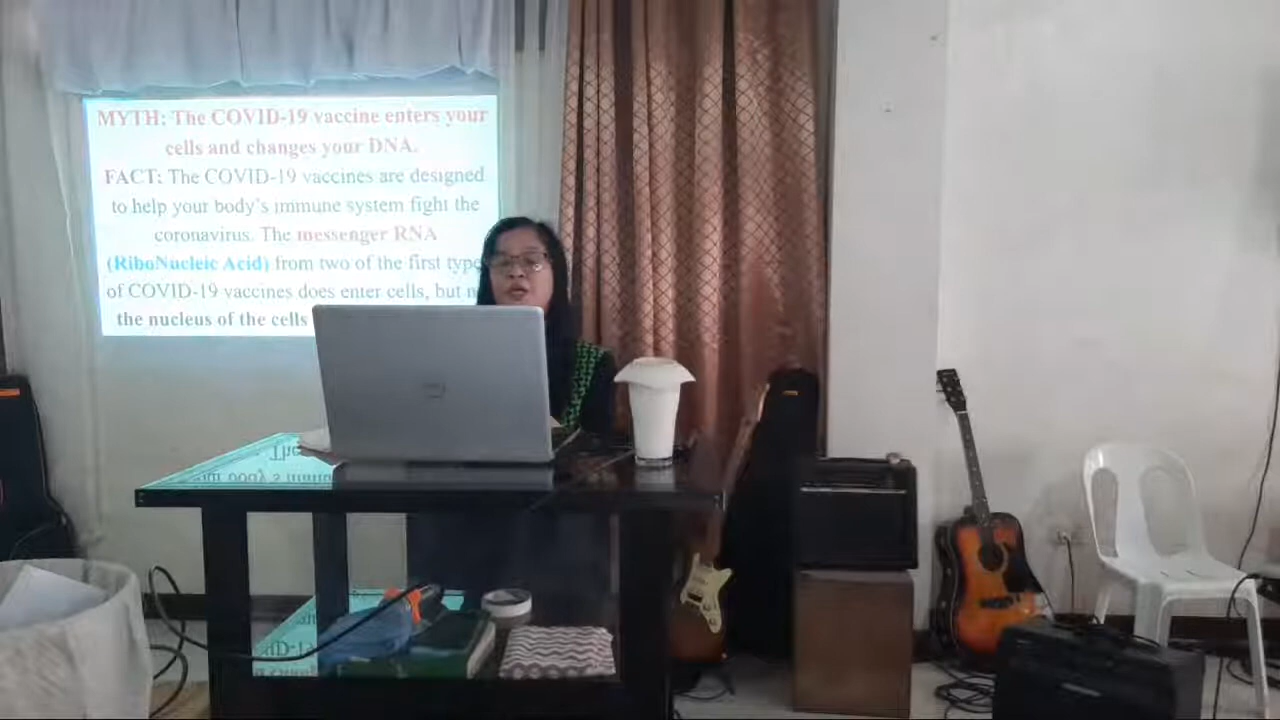 MYTH: The COVID-19 vaccine enters your
cells and changes your DNA.
FACT: The COVID-19 vaccines are designed
to help your body's immune system fight the
coronavirus. The messenger RNA
(RiboNucleic Acid) from two of the first type
of COVID-19 vaccines does enter cells, but
the nucleus of the cells